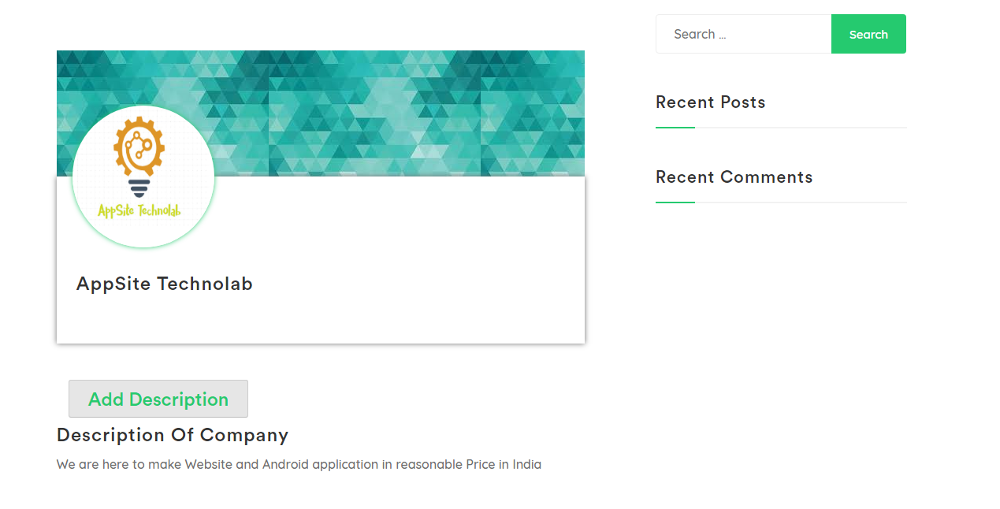 Search ...
Search
Recent Posts
Recent Comments
AppSite Technolab
AppSite Technolab
Add Description
Description Of Company
We are here to make Website and Android application in reasonable Price in India